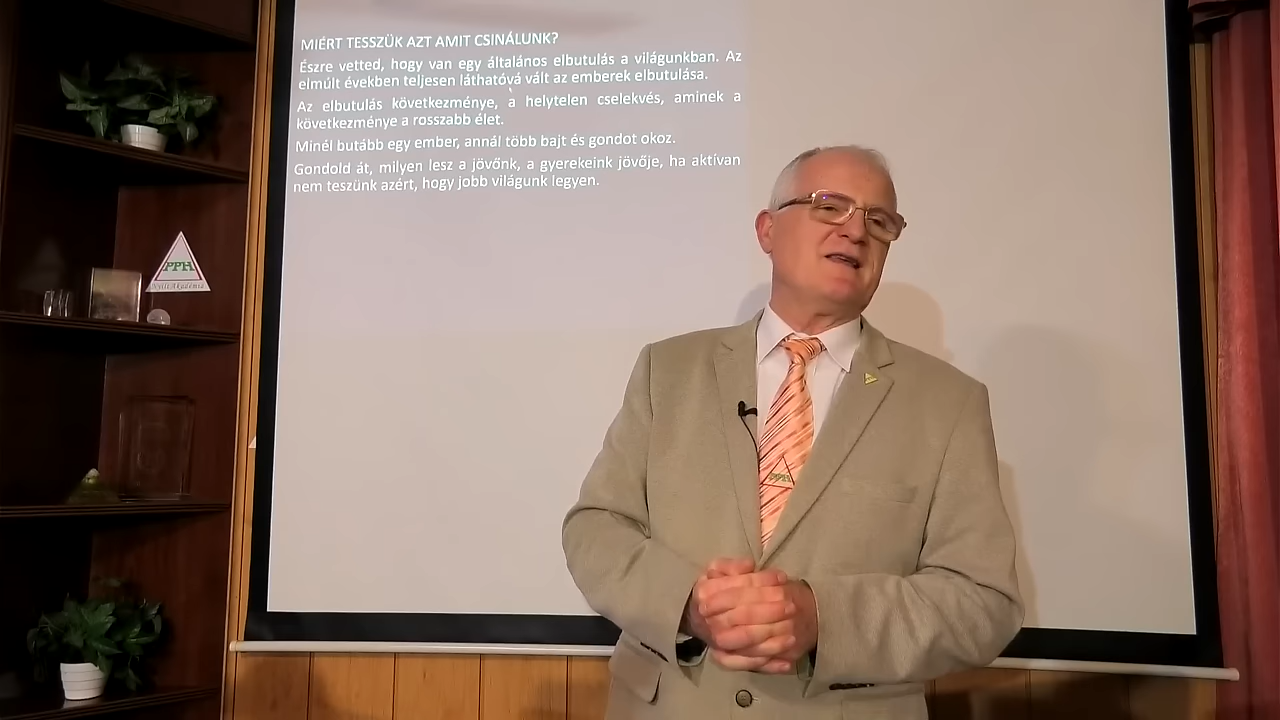 MIÉRT TESSZÜK AZT AMIT CSINÁLUNK?
Észre vetted, hogy van egy általános elbutulás a világunkban. Az
elmúlt években teljesen láthatóvá vált az emberek elbutulása.
Az elbutulás következménye, a helytelen cselekvés, aminek a
következménye a rosszabb élet.
Minél butább egy ember, annál több bajt és gondot okoz.
Gondold át, milyen lesz a jövőnk, a gyerekeink jövője, ha aktívan
nem teszünk azért, hogy jobb világunk legyen.
PPH
Nyílt Akadémia
PPH